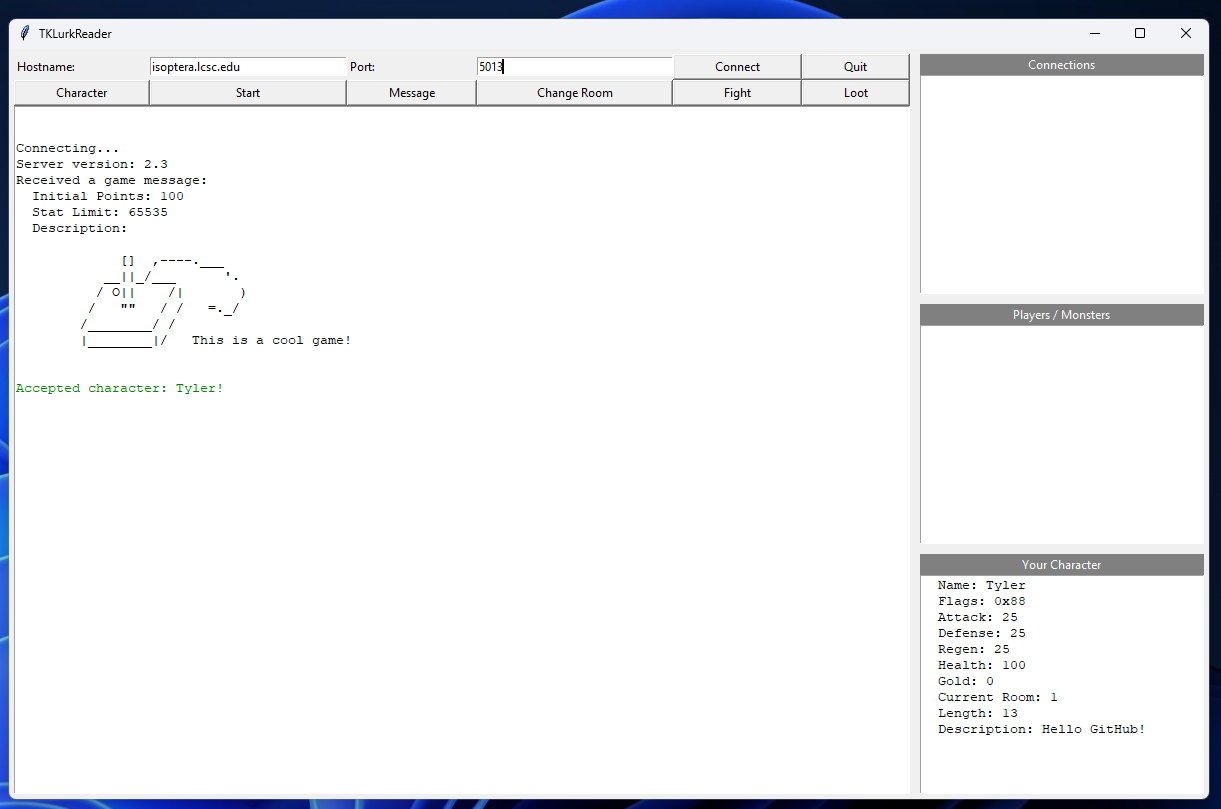 TKLurkReader
Hostname: isoptera.lcsc.edu Port: 5013 Connect Quit
Character Start Message Change Room Fight Loot
Connecting...
Server version: 2.3
Received a game message:
  Initial Points: 100
  Stat Limit: 65535
  Description:
             []  ,----.___
           __||_/___      '.
          / O||    /|       )
         /   ""   / /   =._/
        /________/ /
        |________|/   This is a cool game!
Accepted character: Tyler!
Connections
Players / Monsters
Your Character
Name: Tyler
Flags: 0x88
Attack: 25
Defense: 25
Regen: 25
Health: 100
Gold: 0
Current Room: 1
Length: 13
Description: Hello GitHub!